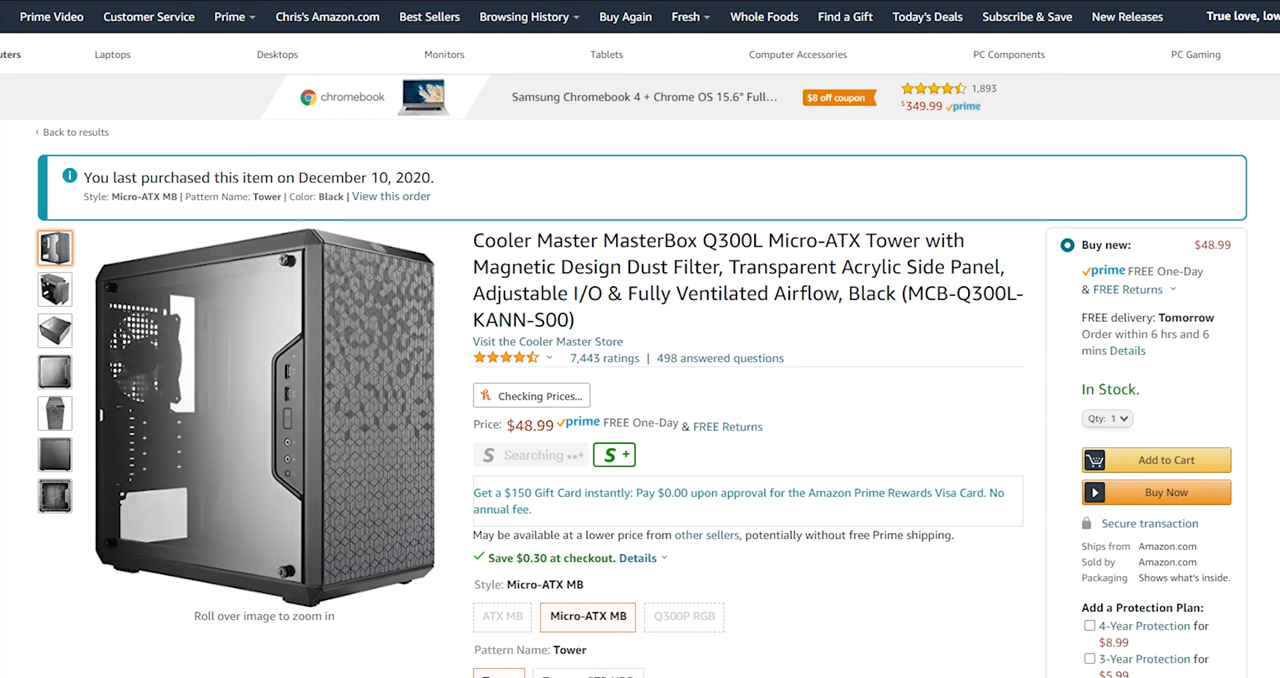 Prime Video Customer Service Prime Chris's Amazon.com Best Sellers Browsing History Buy Again Fresh Whole Foods Find a Gift Today's Deals Subscribe & Save New Releases True love, low
uters Laptops Desktops Monitors Tablets Computer Accessories PC Components PC Gaming
chromebook Samsung Chromebook 4 + Chrome OS 15.6" Full... $8 off coupon 1,893
$349.99 prime
‹ Back to results
You last purchased this item on December 10, 2020.
Style: Micro-ATX MB | Pattern Name: Tower | Color: Black | View this order
Roll over image to zoom in
Cooler Master MasterBox Q300L Micro-ATX Tower with
Magnetic Design Dust Filter, Transparent Acrylic Side Panel,
Adjustable I/O & Fully Ventilated Airflow, Black (MCB-Q300L-
KANN-S00)
Visit the Cooler Master Store
7,443 ratings | 498 answered questions
h Checking Prices...
Price: $48.99 prime FREE One-Day & FREE Returns
S Searching S +
Get a $150 Gift Card instantly: Pay $0.00 upon approval for the Amazon Prime Rewards Visa Card. No
annual fee.
May be available at a lower price from other sellers, potentially without free Prime shipping.
Save $0.30 at checkout. Details
Style: Micro-ATX MB
ATX MB Micro-ATX MB Q300P RGB
Pattern Name: Tower
Buy new: $48.99
prime FREE One-Day
& FREE Returns
FREE delivery: Tomorrow
Order within 6 hrs and 6
mins Details
In Stock.
Qty: 1
Add to Cart
Buy Now
Secure transaction
Ships from Amazon.com
Sold by Amazon.com
Packaging Shows what's inside.
Add a Protection Plan:
4-Year Protection for
$8.99
3-Year Protection for
$5.99